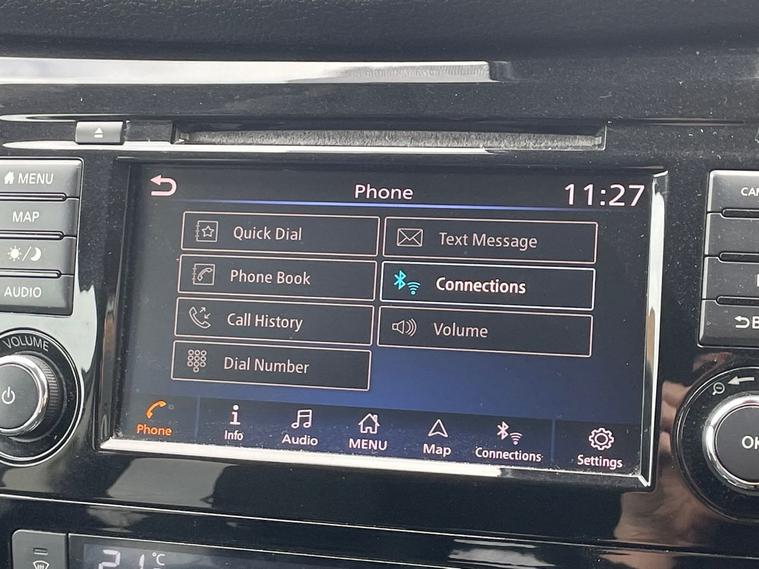 MENU
MAP
AUDIO
VOLUME
Phone 11:27
Quick Dial
Text Message
Phone Book
Connections
Call History
Volume
Dial Number
Phone
Info
Audio
MENU
Map
Connections
Settings
OK
21 °C